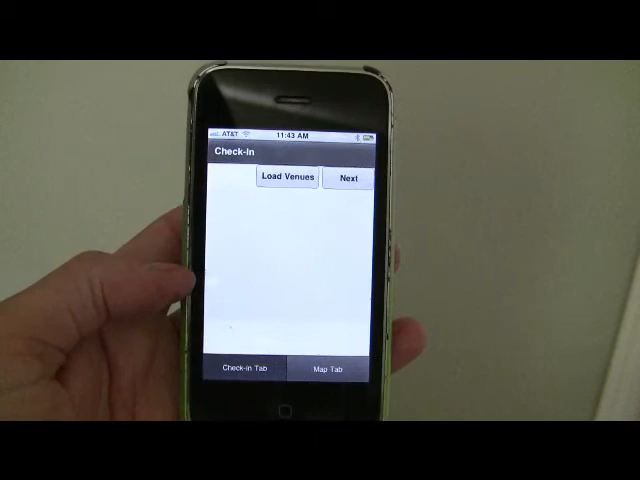 AT&T 11:43 AM
Check-In
Load Venues Next
Check-in Tab Map Tab